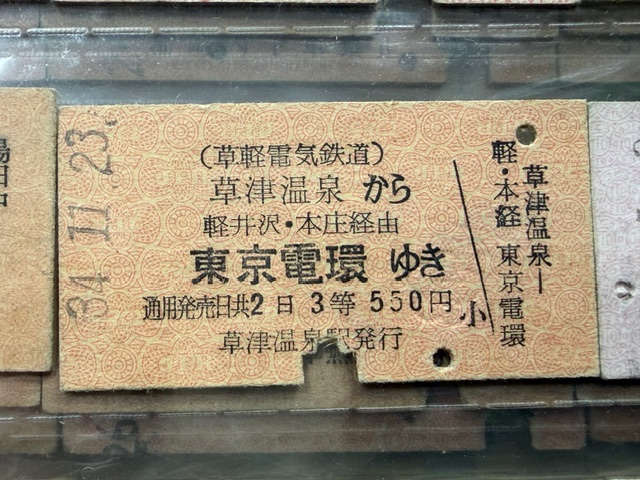 34.11.23
(草軽電気鉄道)
草津温泉から
軽井沢・本庄経由
東京電環ゆき
通用発売日共2日3等550円
草津温泉駅発行
小
草津温泉―
軽・本経 東京電環